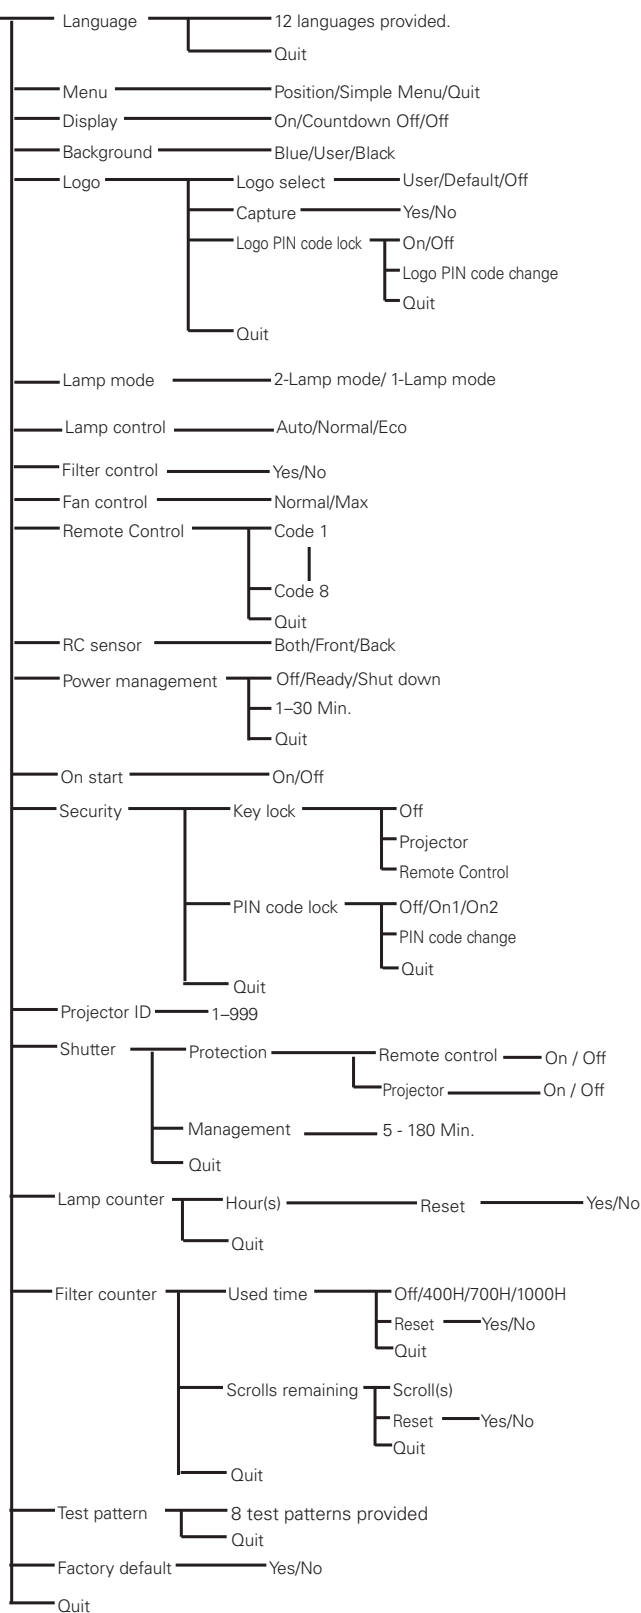 Language 12 languages provided.
Quit
Menu Position/Simple Menu/Quit
Display On/Countdown Off/Off
Background Blue/User/Black
Logo Logo select User/Default/Off
Capture Yes/No
Logo PIN code lock On/Off
Logo PIN code change
Quit
Quit
Lamp mode 2-Lamp mode/ 1-Lamp mode
Lamp control Auto/Normal/Eco
Filter control Yes/No
Fan control Normal/Max
Remote Control Code 1
Code 8
Quit
RC sensor Both/Front/Back
Power management Off/Ready/Shut down
1–30 Min.
Quit
On start On/Off
Security Key lock Off
Projector
Remote Control
PIN code lock Off/On1/On2
PIN code change
Quit
Quit
Projector ID 1–999
Shutter Protection Remote control On / Off
Projector On / Off
Management 5 - 180 Min.
Quit
Lamp counter Hour(s) Reset Yes/No
Quit
Filter counter Used time Off/400H/700H/1000H
Reset Yes/No
Quit
Scrolls remaining Scroll(s)
Reset Yes/No
Quit
Quit
Test pattern 8 test patterns provided
Quit
Factory default Yes/No
Quit